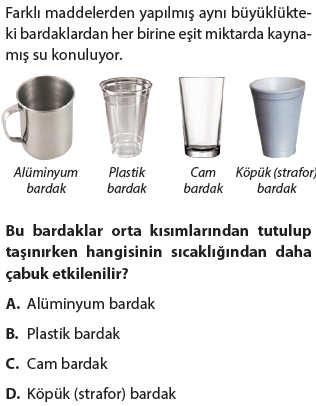 Farklı maddelerden yapılmış aynı büyüklükte-
ki bardaklardan her birine eşit miktarda kayna-
mış su konuluyor.
Alüminyum bardak
Plastik bardak
Cam bardak
Köpük (strafor) bardak
Bu bardaklar orta kısımlarından tutulup
taşınırken hangisinin sıcaklığından daha
çabuk etkilenilir?
A. Alüminyum bardak
B. Plastik bardak
C. Cam bardak
D. Köpük (strafor) bardak